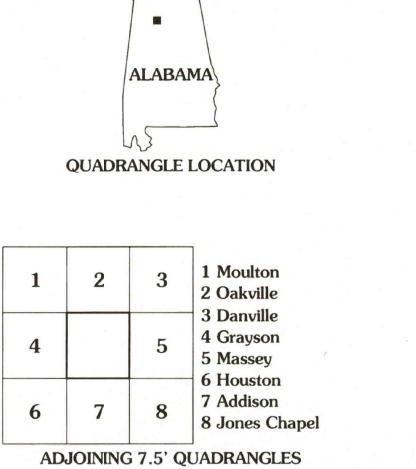 ALABAMA
QUADRANGLE LOCATION
1 2 3
4 5
6 7 8
1 Moulton
2 Oakville
3 Danville
4 Grayson
5 Massey
6 Houston
7 Addison
8 Jones Chapel
ADJOINING 7.5' QUADRANGLES